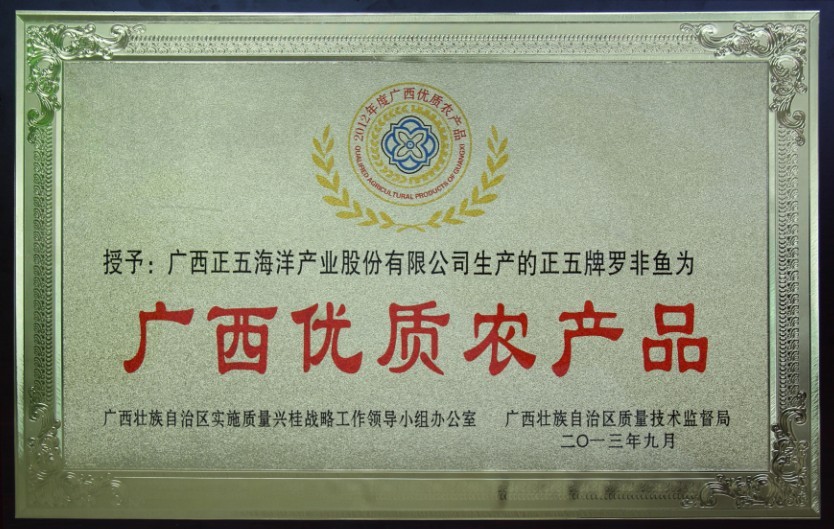 2012年度广西优质农产品
QUALIFIED AGRICULTURAL PRODUCTS OF GUANGXI
授予：广西正五海洋产业股份有限公司生产的正五牌罗非鱼为
广西优质农产品
广西壮族自治区实施质量兴桂战略工作领导小组办公室 广西壮族自治区质量技术监督局
二〇一三年九月